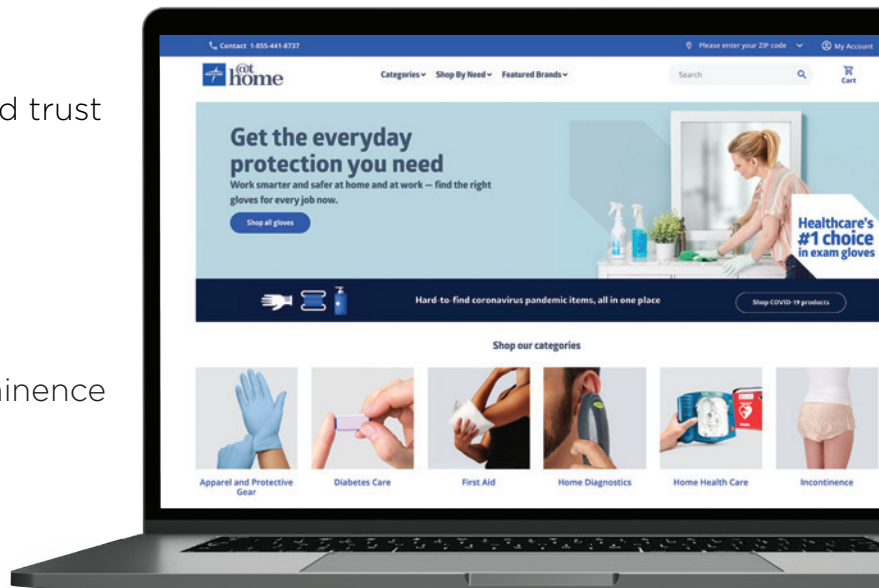 d trust
inence
Contact 1-855-441-8737
Please enter your ZIP code
My Account
@t
home
Categories
Shop By Need
Featured Brands
Search
Cart
Get the everyday
protection you need
Work smarter and safer at home and at work — find the right
gloves for every job now.
Shop all gloves
Healthcare's
#1 choice
in exam gloves
Hard-to-find coronavirus pandemic items, all in one place
Shop COVID-19 products
Shop our categories
Apparel and Protective
Gear
Diabetes Care
First Aid
Home Diagnostics
Home Health Care
Incontinence